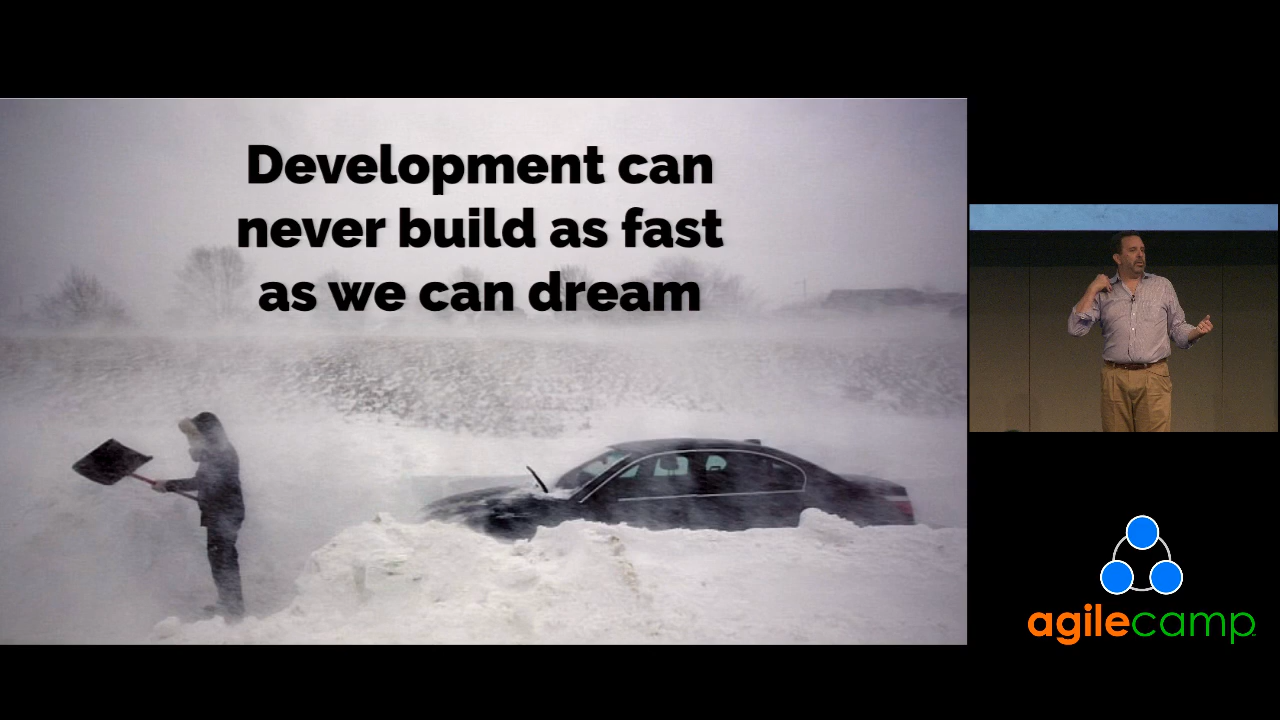 Development can
never build as fast
as we can dream
agilecamp